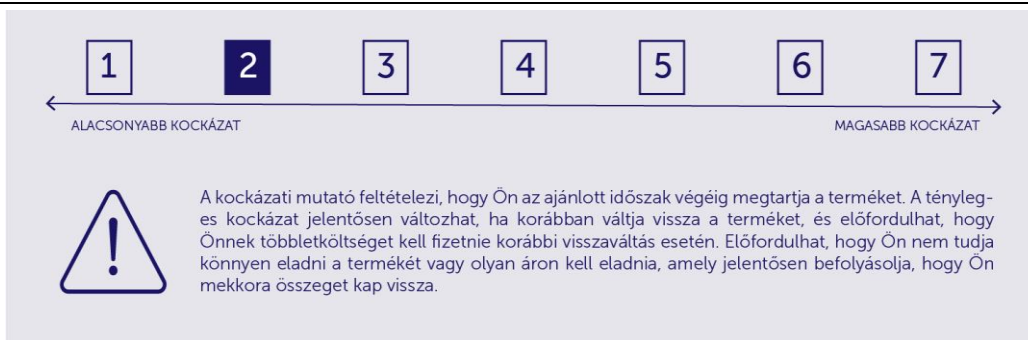 1 2 3 4 5 6 7
ALACSONYABB KOCKÁZAT MAGASABB KOCKÁZAT
A kockázati mutató feltételezi, hogy Ön az ajánlott időszak végéig megtartja a terméket. A tényleg-
es kockázat jelentősen változhat, ha korábban váltja vissza a terméket, és előfordulhat, hogy
Önnek többletköltséget kell fizetnie korábbi visszaváltás esetén. Előfordulhat, hogy Ön nem tudja
könnyen eladni a termékét vagy olyan áron kell eladnia, amely jelentősen befolyásolja, hogy Ön
mekkora összeget kap vissza.